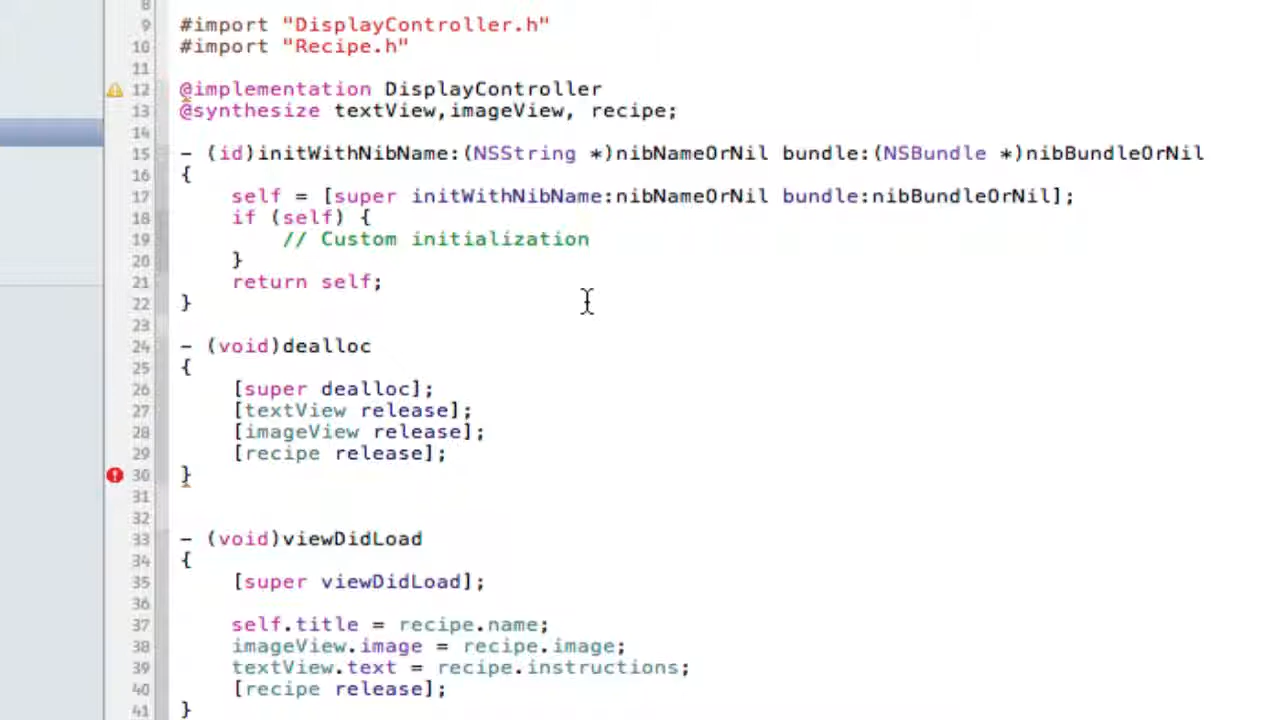 8
9 #import "DisplayController.h"
10 #import "Recipe.h"
11
12 @implementation DisplayController
13 @synthesize textView,imageView, recipe;
14
15 - (id)initWithNibName:(NSString *)nibNameOrNil bundle:(NSBundle *)nibBundleOrNil
16 {
17 self = [super initWithNibName:nibNameOrNil bundle:nibBundleOrNil];
18 if (self) {
19 // Custom initialization
20 }
21 return self;
22 }
23
24 - (void)dealloc
25 {
26 [super dealloc];
27 [textView release];
28 [imageView release];
29 [recipe release];
30 }
31
32
33 - (void)viewDidLoad
34 {
35 [super viewDidLoad];
36
37 self.title = recipe.name;
38 imageView.image = recipe.image;
39 textView.text = recipe.instructions;
40 [recipe release];
41 }